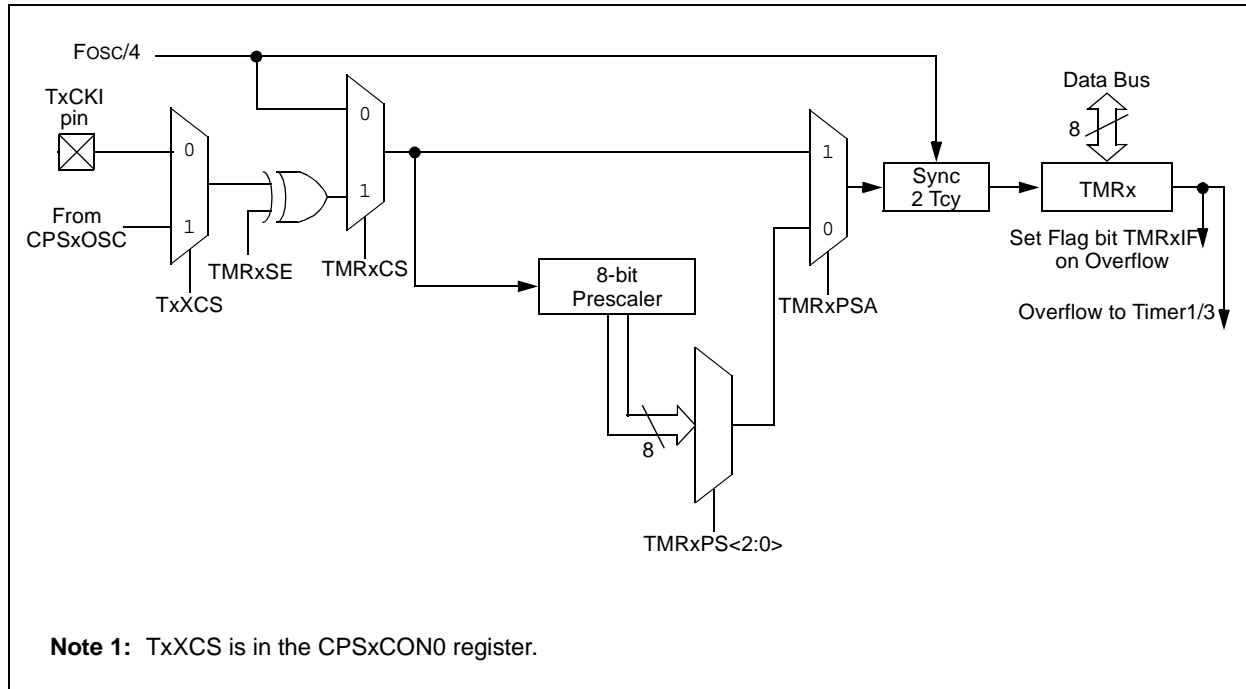 FOSC/4
TxCKI
pin
0
1
From
CPSxOSC
TxXCS
TMRxSE
0
1
TMRxCS
8-bit
Prescaler
8
TMRxPS<2:0>
1
0
TMRxPSA
Sync
2 Tcy
Data Bus
8
TMRx
Set Flag bit TMRxIF
on Overflow
Overflow to Timer1/3
Note 1: TxXCS is in the CPSxCON0 register.